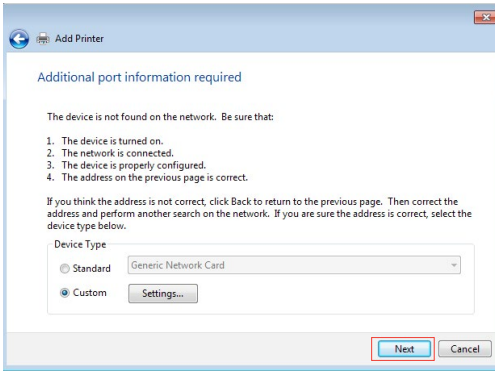 Add Printer
Additional port information required
The device is not found on the network. Be sure that:
1. The device is turned on.
2. The network is connected.
3. The device is properly configured.
4. The address on the previous page is correct.
If you think the address is not correct, click Back to return to the previous page. Then correct the
address and perform another search on the network. If you are sure the address is correct, select the
device type below.
Device Type
Standard Generic Network Card
Custom Settings...
Next Cancel